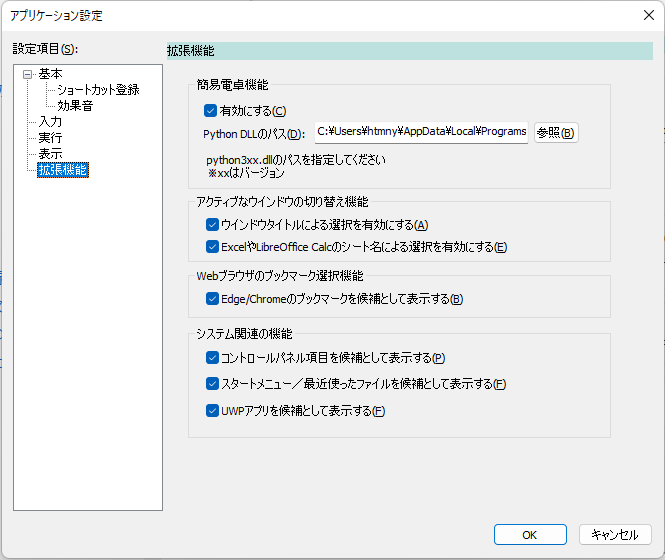 アプリケーション設定
設定項目(S):
基本
ショートカット登録
効果音
入力
実行
表示
拡張機能
拡張機能
簡易電卓機能
有効にする(C)
Python DLLのパス(D): C:¥Users¥htmny¥AppData¥Local¥Programs 参照(B)
python3xx.dllのパスを指定してください
※xxはバージョン
アクティブなウインドウの切り替え機能
ウインドウタイトルによる選択を有効にする(A)
ExcelやLibreOffice Calcのシート名による選択を有効にする(E)
Webブラウザのブックマーク選択機能
Edge/Chromeのブックマークを候補として表示する(B)
システム関連の機能
コントロールパネル項目を候補として表示する(P)
スタートメニュー／最近使ったファイルを候補として表示する(F)
UWPアプリを候補として表示する(F)
OK
キャンセル